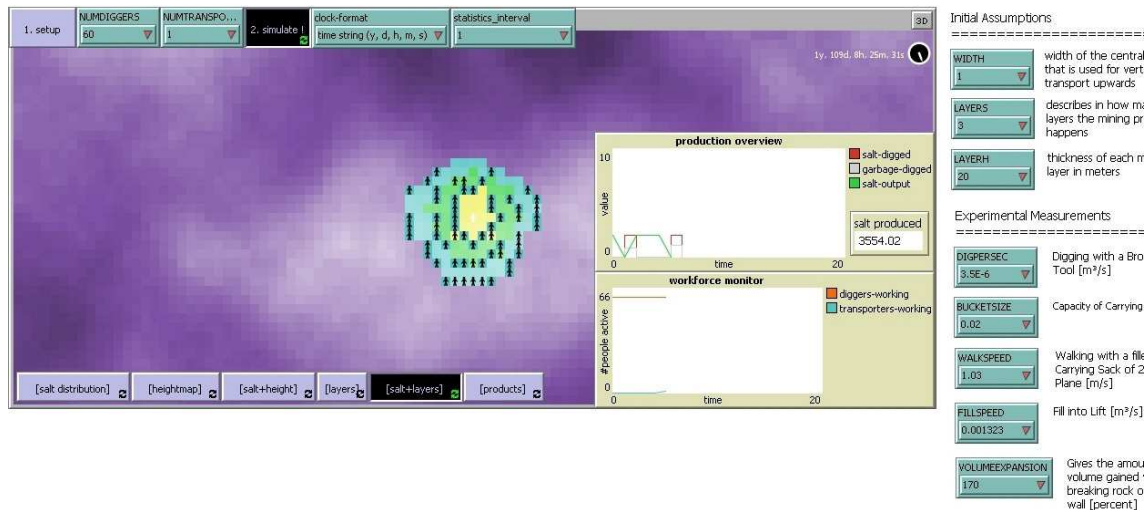 1. setup
NUMDIGGERS
60
NUMTRANSPO...
1
2. simulate !
clock-format
time string (y, d, h, m, s)
statistics_interval
1
3D
1y, 109d, 8h, 25m, 31s
production overview
10
value
0
0
time
20
salt-digged
garbage-digged
salt-output
salt produced
3554.02
workforce monitor
66
#people active
0
0
time
20
diggers-working
transporters-working
[salt distribution]
[heightmap]
[salt+height]
[layers]
[salt+layers]
[products]
Initial Assumptions
WIDTH
1
width of the central
that is used for vert
transport upwards
LAYERS
3
describes in how ma
layers the mining pr
happens
LAYERH
20
thickness of each m
layer in meters
Experimental Measurements
DIGPERSEC
3.5E-6
Digging with a Bro
Tool [m³/s]
BUCKETSIZE
0.02
Capacity of Carrying
WALKSPEED
1.03
Walking with a fille
Carrying Sack of 2
Plane [m/s]
FILLSPEED
0.001323
Fill into Lift [m³/s]
VOLUMEEXPANSION
170
Gives the amou
volume gained
breaking rock o
wall [percent]